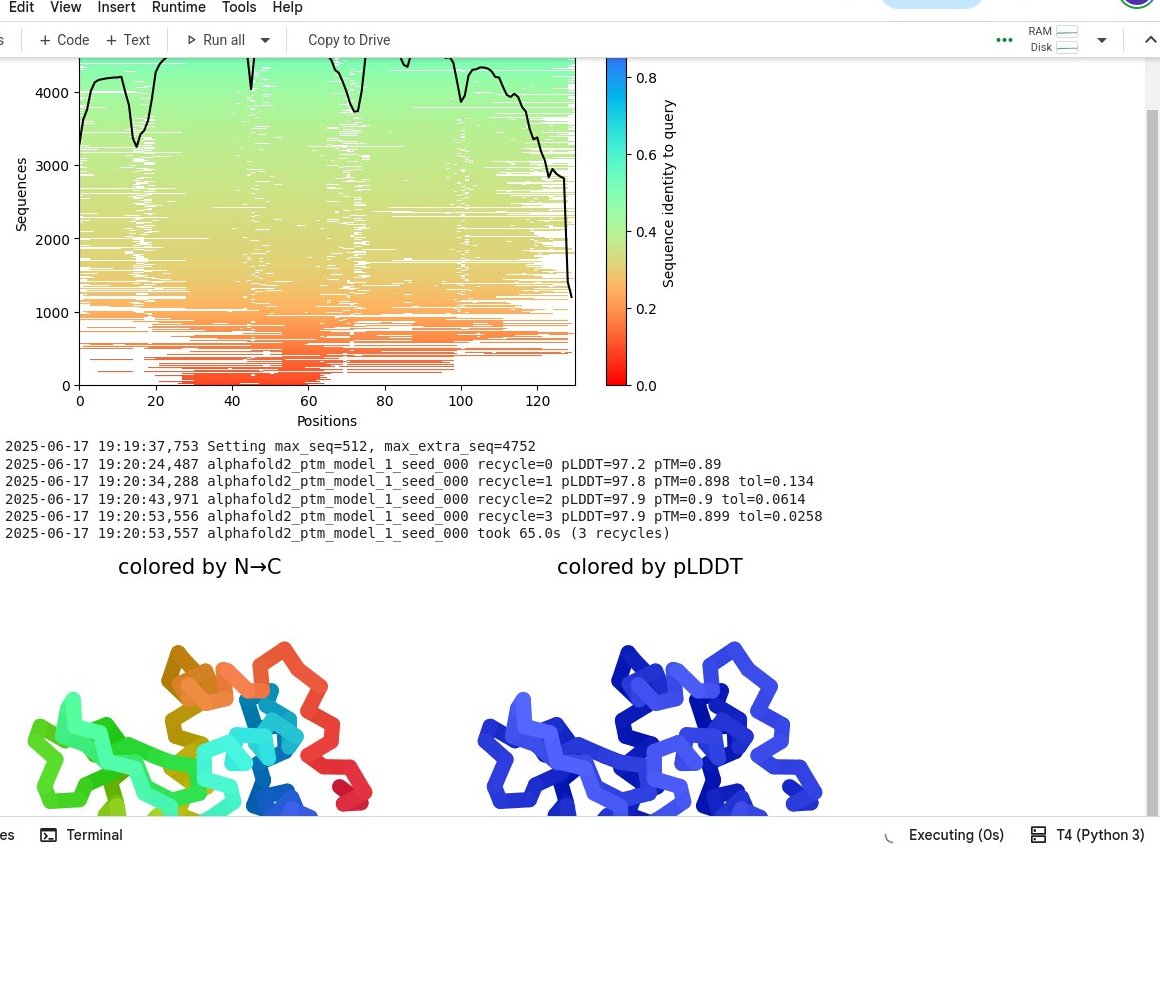 Edit View Insert Runtime Tools Help
s + Code + Text Run all Copy to Drive RAM Disk
4000
3000
2000
1000
0
Sequences
0 20 40 60 80 100 120
Positions
0.8
0.6
0.4
0.2
0.0
Sequence identity to query
2025-06-17 19:19:37,753 Setting max_seq=512, max_extra_seq=4752
2025-06-17 19:20:24,487 alphafold2_ptm_model_1_seed_000 recycle=0 pLDDT=97.2 pTM=0.89
2025-06-17 19:20:34,288 alphafold2_ptm_model_1_seed_000 recycle=1 pLDDT=97.8 pTM=0.898 tol=0.134
2025-06-17 19:20:43,971 alphafold2_ptm_model_1_seed_000 recycle=2 pLDDT=97.9 pTM=0.9 tol=0.0614
2025-06-17 19:20:53,556 alphafold2_ptm_model_1_seed_000 recycle=3 pLDDT=97.9 pTM=0.899 tol=0.0258
2025-06-17 19:20:53,557 alphafold2_ptm_model_1_seed_000 took 65.0s (3 recycles)
colored by N→C
colored by pLDDT
es Terminal Executing (0s) T4 (Python 3)